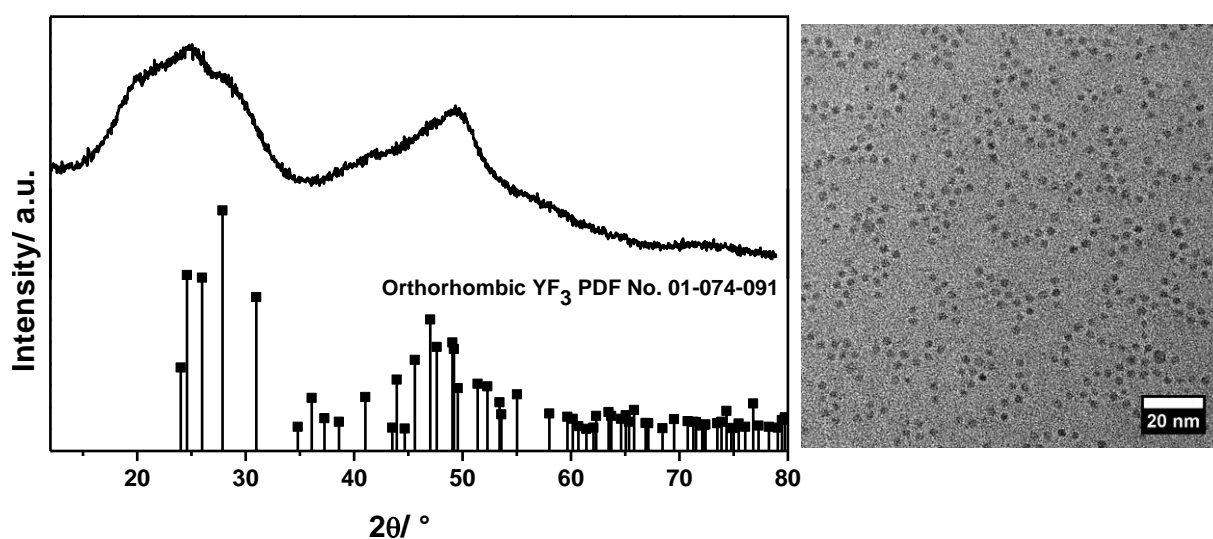 Intensity/ a.u.
Orthorhombic YF3 PDF No. 01-074-091
20 30 40 50 60 70 80
2θ/ °
20 nm